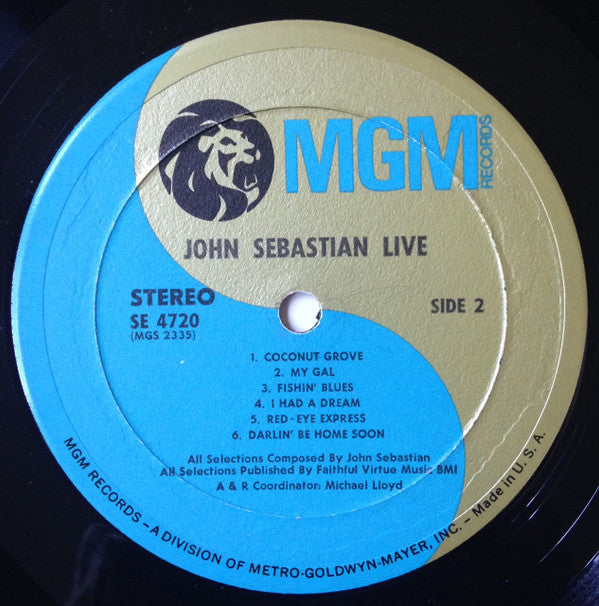 MGM
RECORDS
JOHN SEBASTIAN LIVE
STEREO
SE 4720
(MGS 2335)
SIDE 2
1. COCONUT GROVE
2. MY GAL
3. FISHIN' BLUES
4. I HAD A DREAM
5. RED-EYE EXPRESS
6. DARLIN' BE HOME SOON
All Selections Composed By John Sebastian
All Selections Published By Faithful Virtue Music BMI
A & R Coordinator: Michael Lloyd
MGM RECORDS – A DIVISION OF METRO-GOLDWYN-MAYER, INC. – Made in U. S. A.